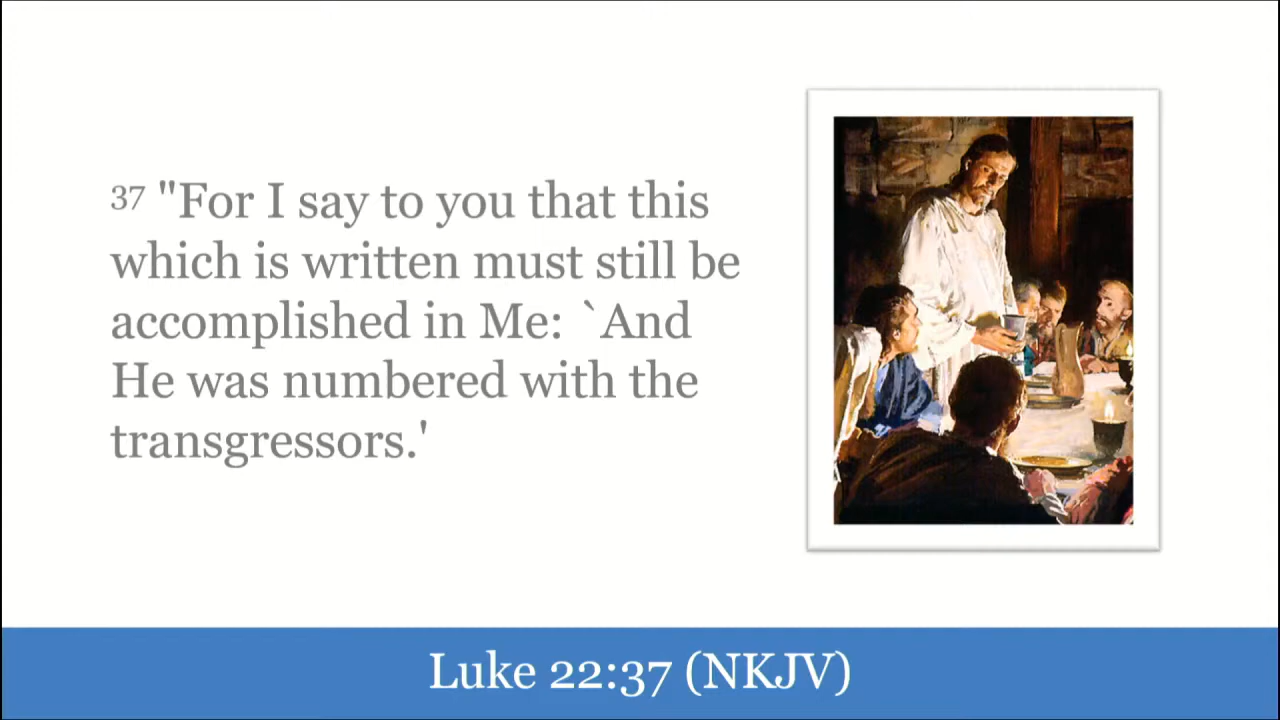 37 "For I say to you that this
which is written must still be
accomplished in Me: `And
He was numbered with the
transgressors.'
Luke 22:37 (NKJV)